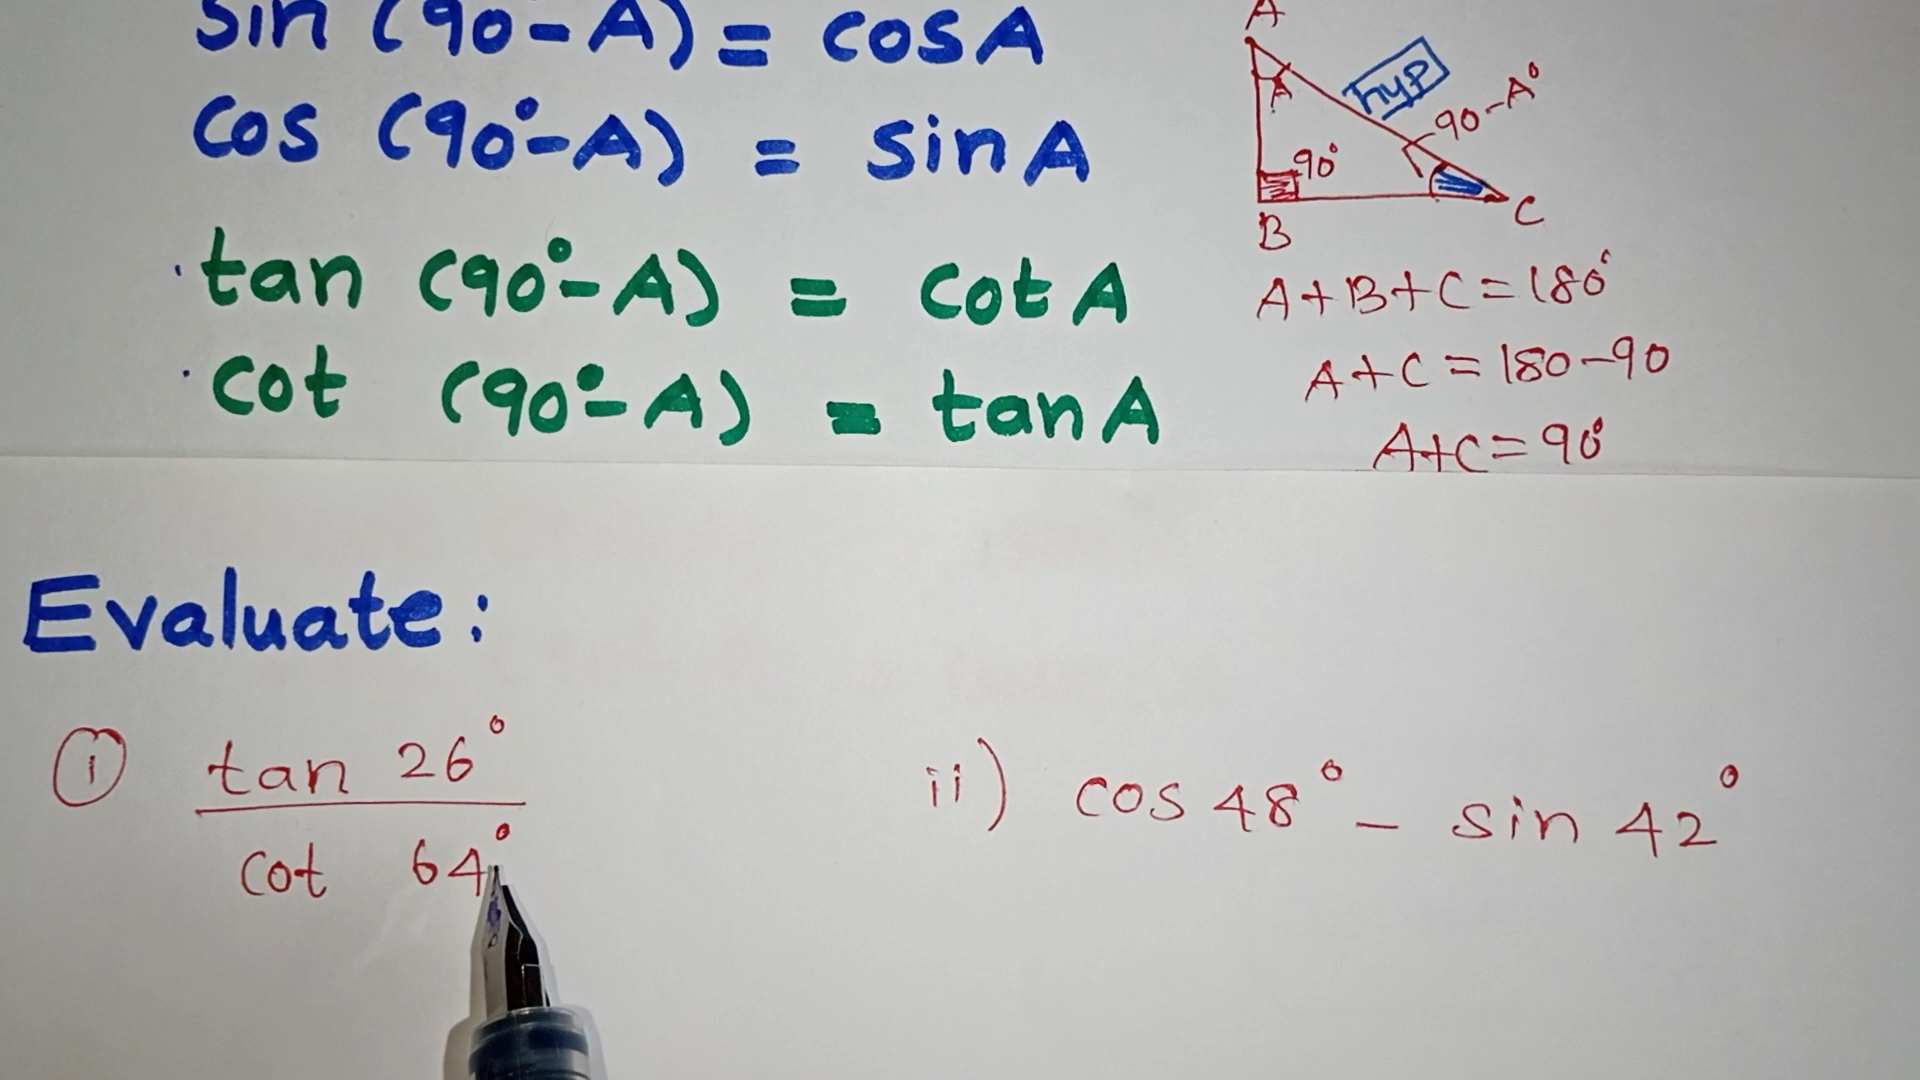 sin (90°-A) = cosA
cos (90°-A) = sinA
tan (90°-A) = cotA
cot (90°-A) = tanA
A
A
hyp
90-A°
90°
B
C
A+B+C=180°
A+C=180-90
A+C=90°
Evaluate:
i tan 26°
cot 64°
ii) cos 48° - sin 42°